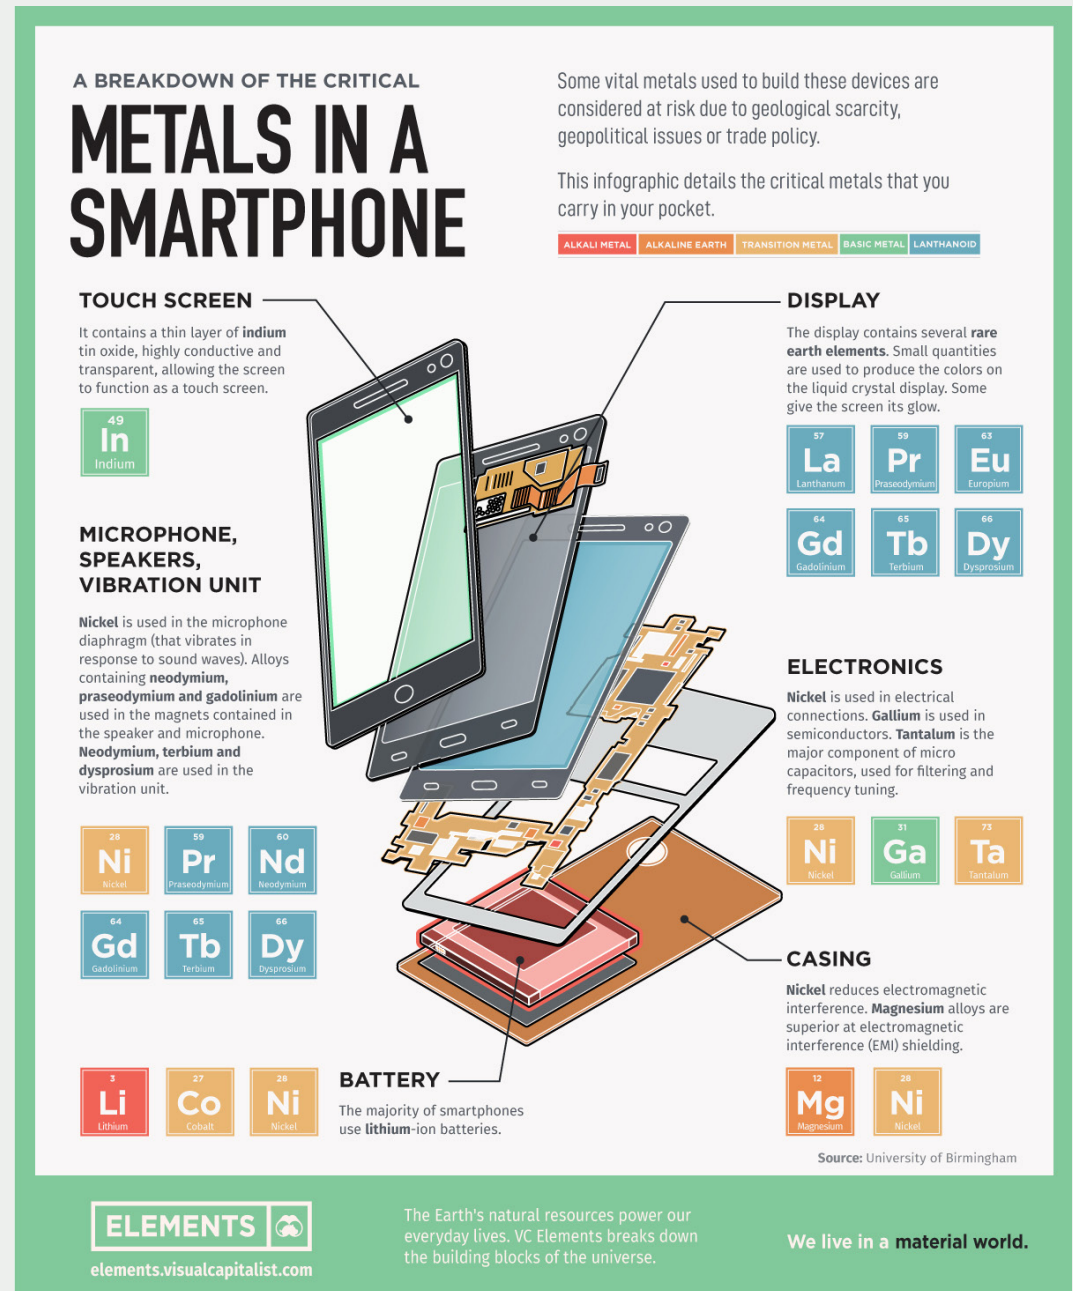 A BREAKDOWN OF THE CRITICAL
METALS IN A
SMARTPHONE
Some vital metals used to build these devices are
considered at risk due to geological scarcity,
geopolitical issues or trade policy.
This infographic details the critical metals that you
carry in your pocket.
ALKALI METAL ALKALINE EARTH TRANSITION METAL BASIC METAL LANTHANOID
TOUCH SCREEN
It contains a thin layer of indium
tin oxide, highly conductive and
transparent, allowing the screen
to function as a touch screen.
49
In
Indium
DISPLAY
The display contains several rare
earth elements. Small quantities
are used to produce the colors on
the liquid crystal display. Some
give the screen its glow.
57 59 63
La Pr Eu
Lanthanum Praseodymium Europium
64 65 66
Gd Tb Dy
Gadolinium Terbium Dysprosium
MICROPHONE,
SPEAKERS,
VIBRATION UNIT
Nickel is used in the microphone
diaphragm (that vibrates in
response to sound waves). Alloys
containing neodymium,
praseodymium and gadolinium are
used in the magnets contained in
the speaker and microphone.
Neodymium, terbium and
dysprosium are used in the
vibration unit.
28 59 60
Ni Pr Nd
Nickel Praseodymium Neodymium
64 65 66
Gd Tb Dy
Gadolinium Terbium Dysprosium
ELECTRONICS
Nickel is used in electrical
connections. Gallium is used in
semiconductors. Tantalum is the
major component of micro
capacitors, used for filtering and
frequency tuning.
28 31 73
Ni Ga Ta
Nickel Gallium Tantalum
CASING
Nickel reduces electromagnetic
interference. Magnesium alloys are
superior at electromagnetic
interference (EMI) shielding.
12 28
Mg Ni
Magnesium Nickel
3 27 28
Li Co Ni
Lithium Cobalt Nickel
BATTERY
The majority of smartphones
use lithium-ion batteries.
Source: University of Birmingham
ELEMENTS
elements.visualcapitalist.com
The Earth's natural resources power our
everyday lives. VC Elements breaks down
the building blocks of the universe.
We live in a material world.